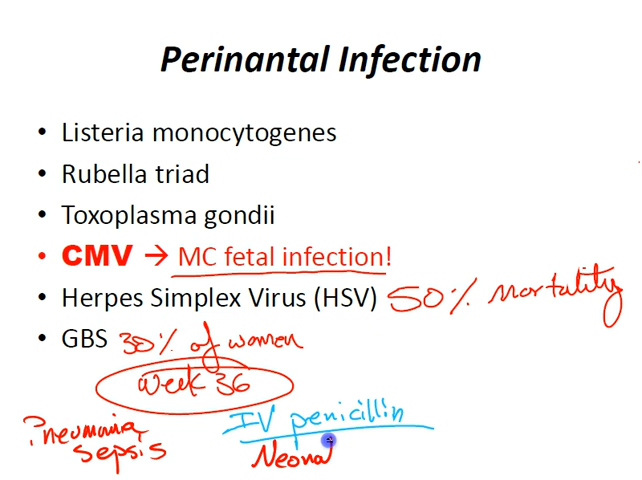 Perinantal Infection
• Listeria monocytogenes
• Rubella triad
• Toxoplasma gondii
• CMV → MC fetal infection!
• Herpes Simplex Virus (HSV) 50% mortality
• GBS 30% of women
week 36
Pneumonia,
sepsis
IV penicillin
Neonat